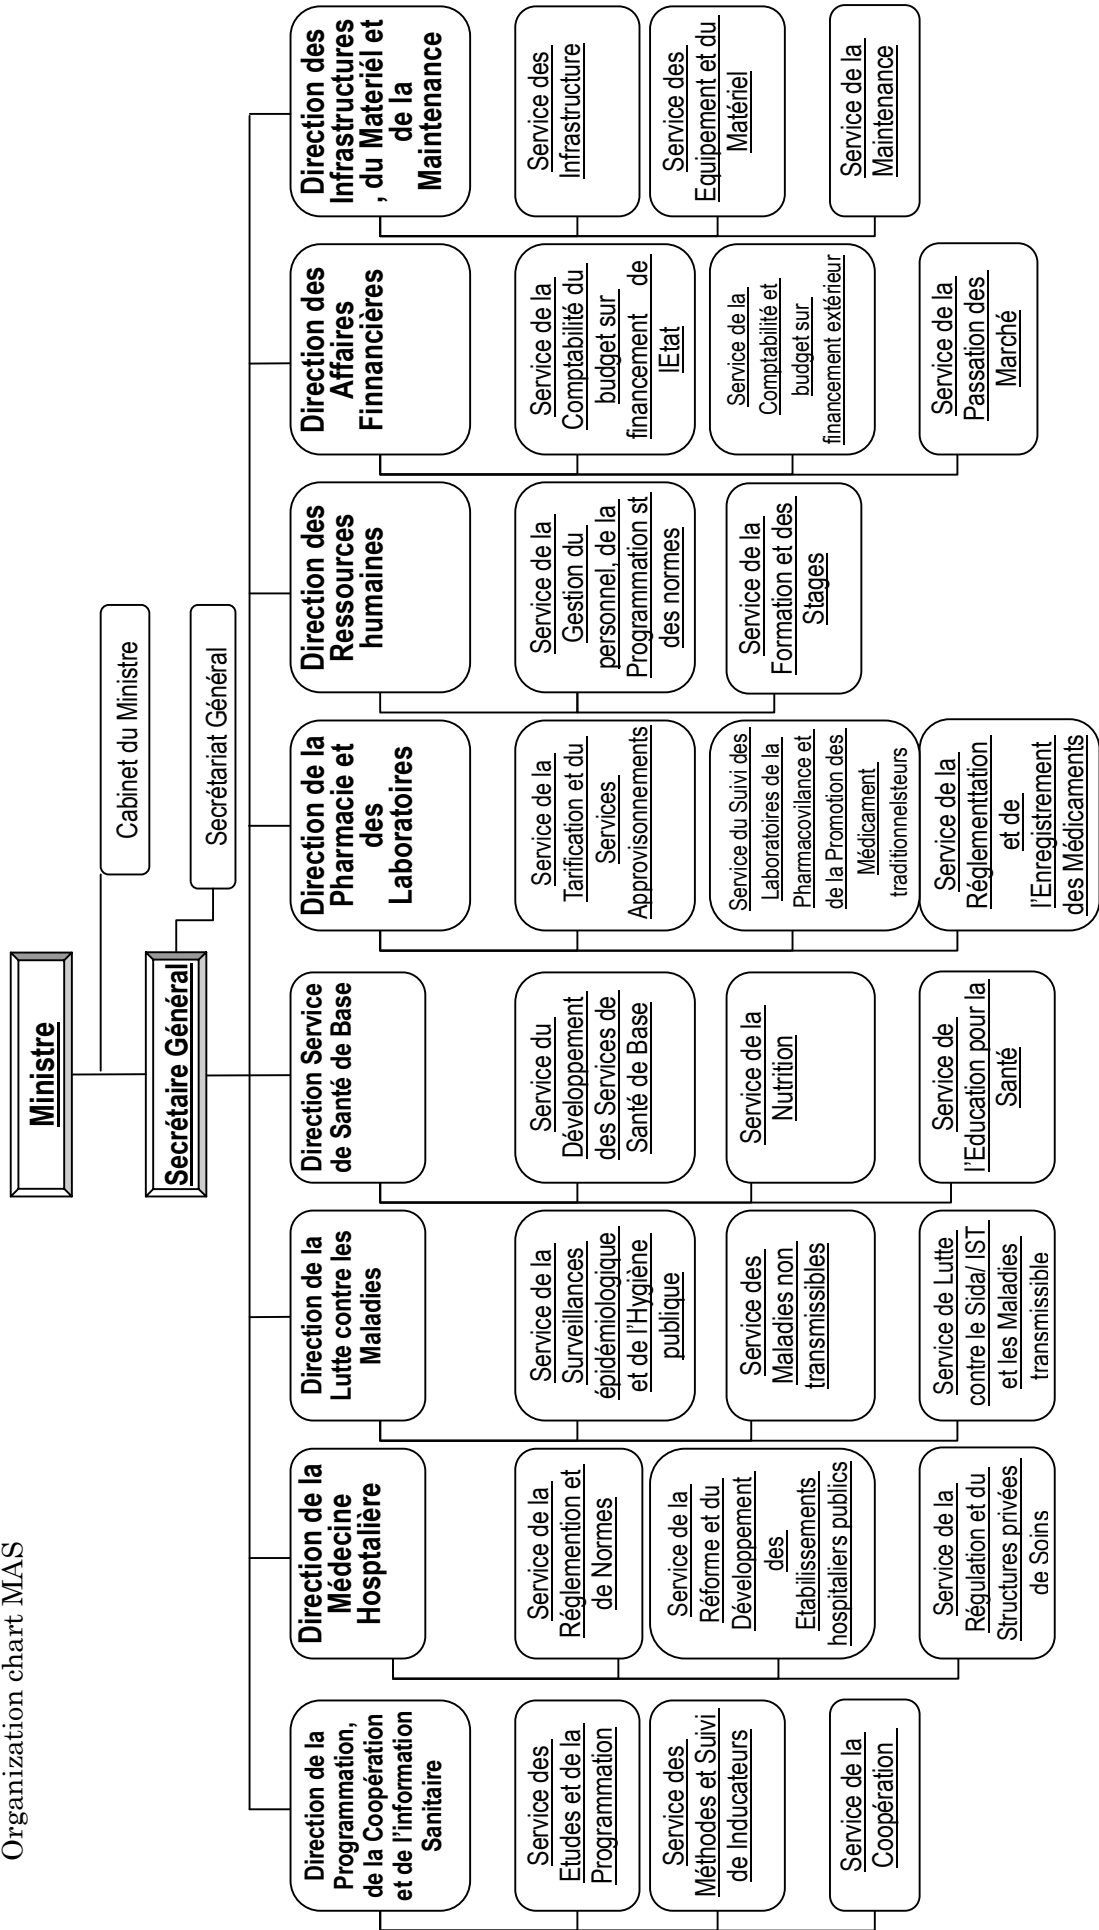 Organization chart MAS
Ministre
Cabinet du Ministre
Secrétaire Général
Secrétariat Général
Direction de la
Programmation,
de la Coopération
et de l'information
Sanitaire
Service des
Etudes et de la
Programmation
Service des
Méthodes et Suivi
de Inducateurs
Service de la
Coopération
Direction de la
Médecine
Hosptalière
Service de la
Réglemention et
de Normes
Service de la
Réforme et du
Développement
des
Etabilissements
hospitaliers publics
Service de la
Régulation et du
Structures privées
de Soins
Direction de la
Lutte contre les
Maladies
Service de la
Surveillances
épidémiologique
et de l'Hygiène
publique
Service des
Maladies non
transmissibles
Service de Lutte
contre le Sida/ IST
et les Maladies
transmissible
Direction Service
de Santé de Base
Service du
Développement
des Services de
Santé de Base
Service de la
Nutrition
Service de
l'Education pour la
Santé
Direction de la
Pharmacie et
des
Laboratoires
Service de la
Tarification et du
Services
Approvisonnements
Service du Suivi des
Laboratoires de la
Pharmacovilance et
de la Promotion des
Médicament
traditionnelsteurs
Service de la
Réglementtation
et de
l'Enregistrement
des Médicaments
Direction des
Ressources
humaines
Service de la
Gestion du
personnel, de la
Programmation st
des normes
Service de la
Formation et des
Stages
Direction des
Affaires
Finnancières
Service de la
Comptabilité du
budget sur
financement de
lEtat
Service de la
Comptabilité et
budget sur
financement extérieur
Service de la
Passation des
Marché
Direction des
Infrastructures
, du Materiél et
de la
Maintenance
Service des
Infrastructure
Service des
Equipement et du
Matériel
Service de la
Maintenance